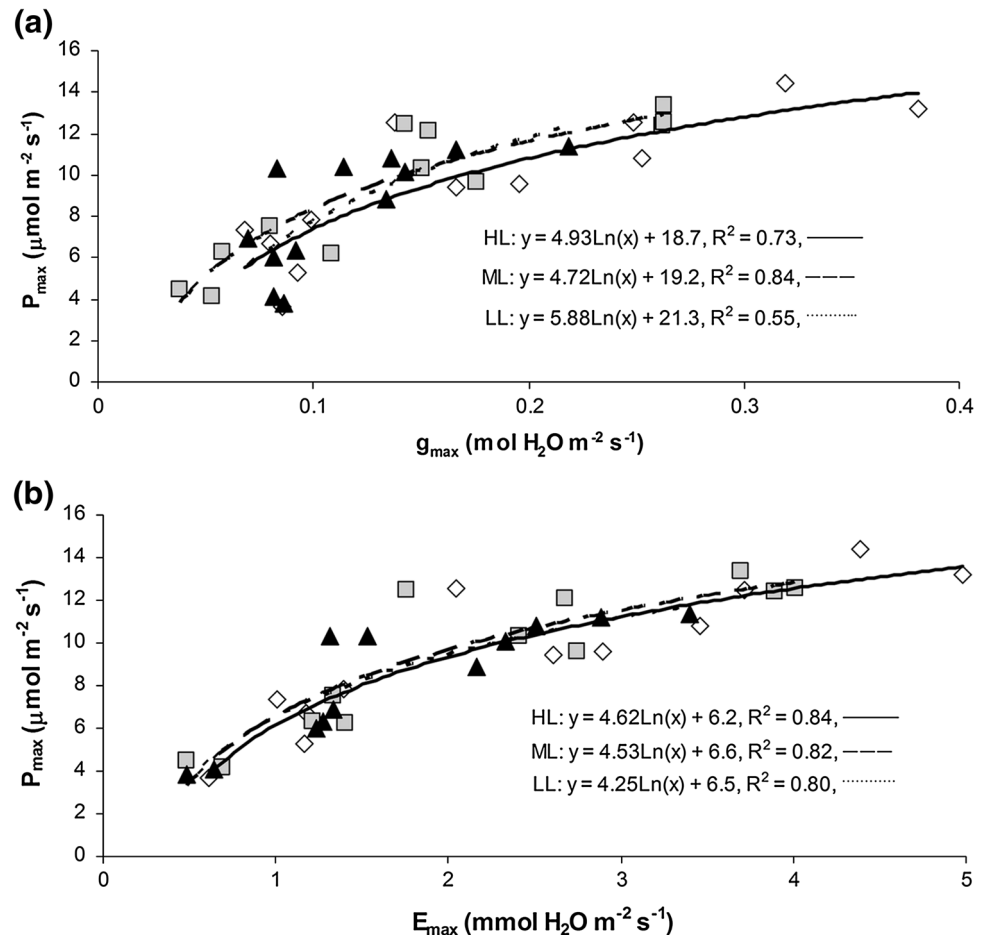 (a)
16
14
12
10
8
6
4
2
0
P_max (μmol m⁻² s⁻¹)
HL: y = 4.93Ln(x) + 18.7, R² = 0.73,
ML: y = 4.72Ln(x) + 19.2, R² = 0.84,
LL: y = 5.88Ln(x) + 21.3, R² = 0.55,
0 0.1 0.2 0.3 0.4
g_max (mol H₂O m⁻² s⁻¹)
(b)
16
14
12
10
8
6
4
2
0
P_max (μmol m⁻² s⁻¹)
HL: y = 4.62Ln(x) + 6.2, R² = 0.84,
ML: y = 4.53Ln(x) + 6.6, R² = 0.82,
LL: y = 4.25Ln(x) + 6.5, R² = 0.80,
0 1 2 3 4 5
E_max (mmol H₂O m⁻² s⁻¹)